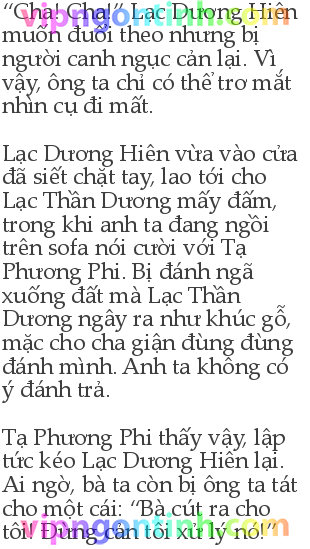 “Cha, Cha!” Lạc Dương Hiên
muốn đuổi theo nhưng bị
người canh ngục cản lại. Vì
vậy, ông ta chỉ có thể trơ mắt
nhìn cụ đi mất.
Lạc Dương Hiên vừa vào cửa
đã siết chặt tay, lao tới cho
Lạc Thần Dương mấy đấm,
trong khi anh ta đang ngồi
trên sofa nói cười với Tạ
Phương Phi. Bị đánh ngã
xuống đất mà Lạc Thần
Dương ngây ra như khúc gỗ,
mặc cho cha giận đùng đùng
đánh mình. Anh ta không có
ý đánh trả.
Tạ Phương Phi thấy vậy, lập
tức kéo Lạc Dương Hiên lại.
Ai ngờ, bà ta còn bị ông ta tát
cho một cái: “Bà cút ra cho
tôi! Đừng cản tôi xử lý nó!”
vipngontinh.com
vipngontinh.com